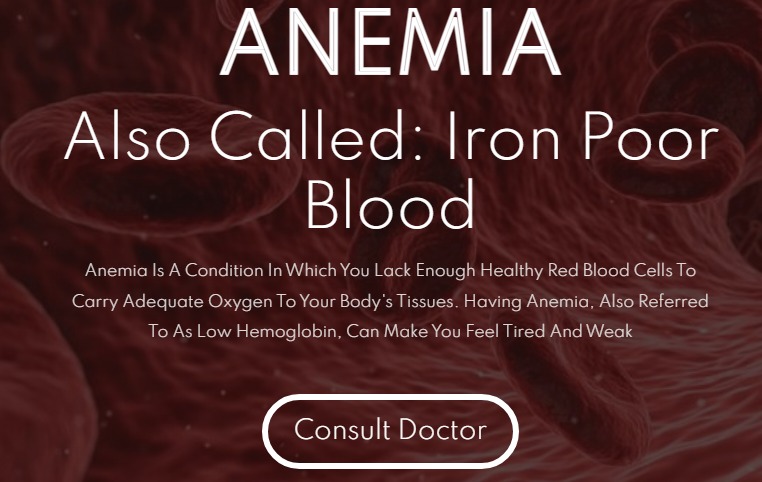 ANEMIA
Also Called: Iron Poor
Blood
Anemia Is A Condition In Which You Lack Enough Healthy Red Blood Cells To
Carry Adequate Oxygen To Your Body's Tissues. Having Anemia, Also Referred
To As Low Hemoglobin, Can Make You Feel Tired And Weak
Consult Doctor